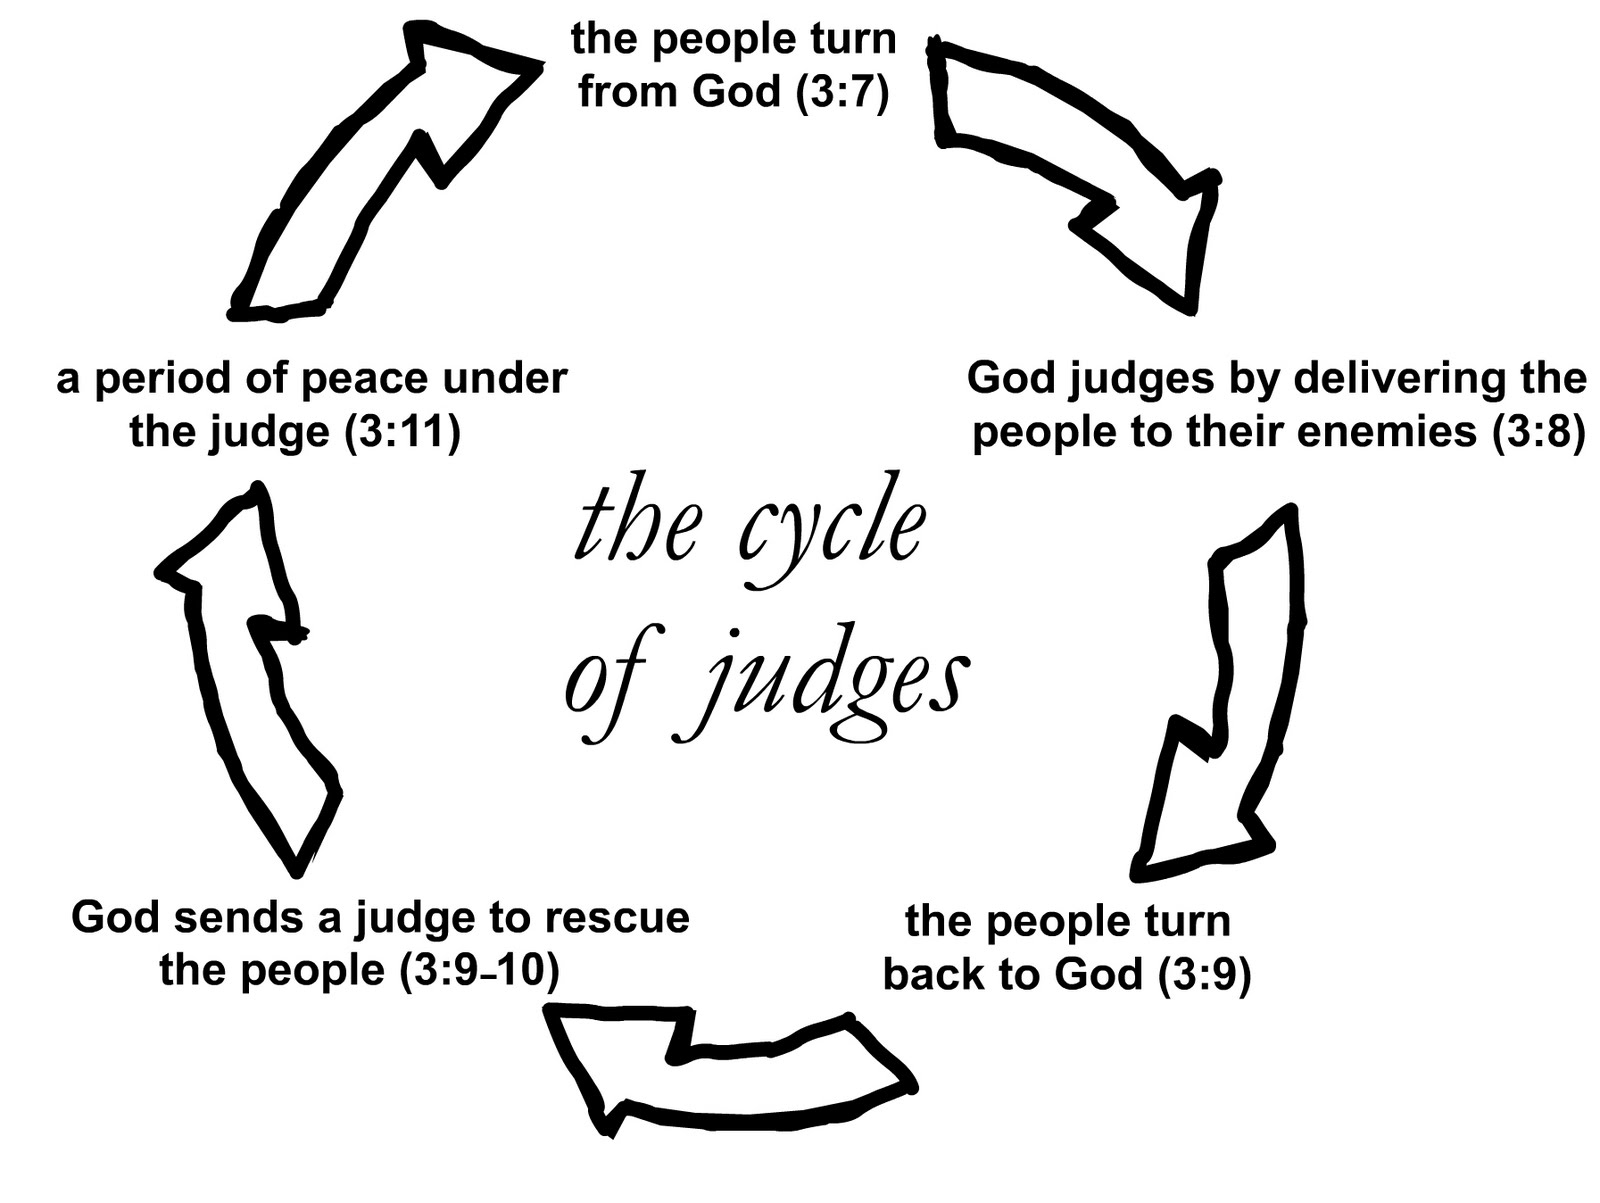 the people turn
from God (3:7)
God judges by delivering the
people to their enemies (3:8)
the people turn
back to God (3:9)
God sends a judge to rescue
the people (3:9–10)
a period of peace under
the judge (3:11)
the cycle
of judges